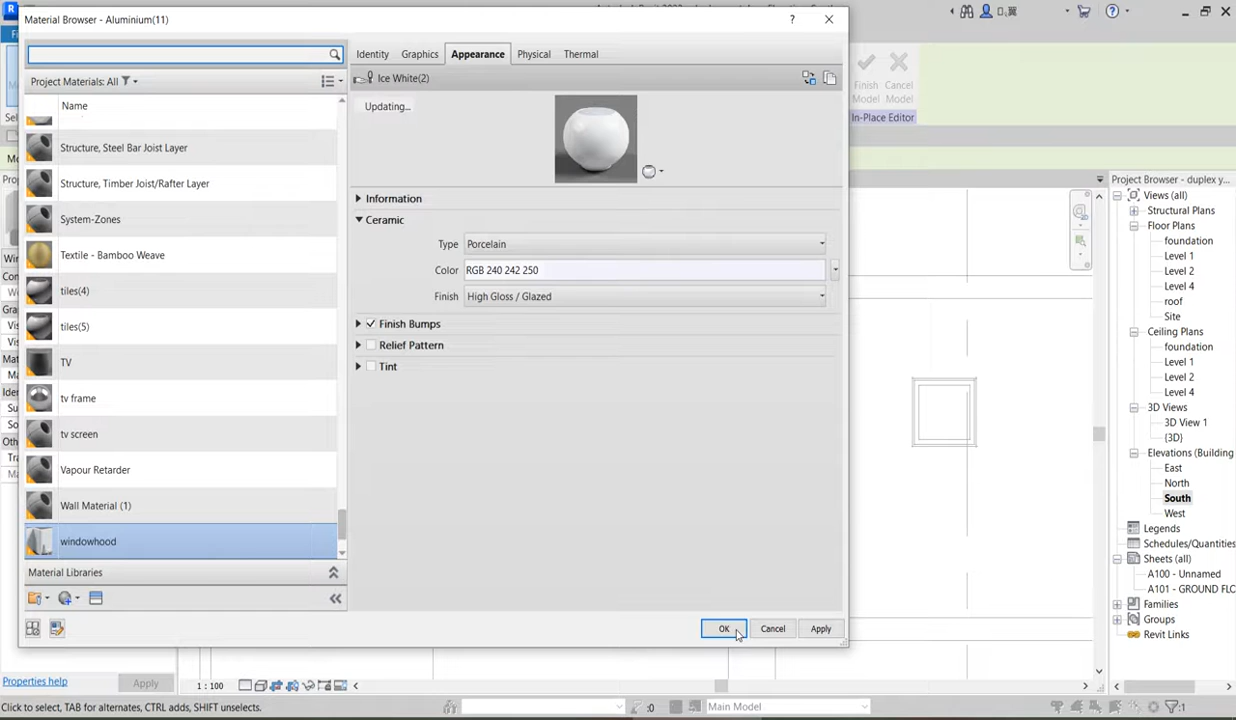 Material Browser - Aluminium(11)
?
Project Materials: All
Name
Structure, Steel Bar Joist Layer
Structure, Timber Joist/Rafter Layer
System-Zones
Textile - Bamboo Weave
tiles(4)
tiles(5)
TV
tv frame
tv screen
Vapour Retarder
Wall Material (1)
windowhood
Material Libraries
Identity Graphics Appearance Physical Thermal
Ice White(2)
Updating...
Information
Ceramic
Type Porcelain
Color RGB 240 242 250
Finish High Gloss / Glazed
Finish Bumps
Relief Pattern
Tint
OK Cancel Apply
Finish Model
Cancel Model
In-Place Editor
Project Browser - duplex y...
Views (all)
Structural Plans
Floor Plans
foundation
Level 1
Level 2
Level 4
roof
Site
Ceiling Plans
foundation
Level 1
Level 2
Level 4
3D Views
3D View 1
{3D}
Elevations (Building
East
North
South
West
Legends
Schedules/Quantities
Sheets (all)
A100 - Unnamed
A101 - GROUND FLO
Families
Groups
Revit Links
Properties help
Apply
1 : 100
Click to select, TAB for alternates, CTRL adds, SHIFT unselects.
:0
Main Model
:1